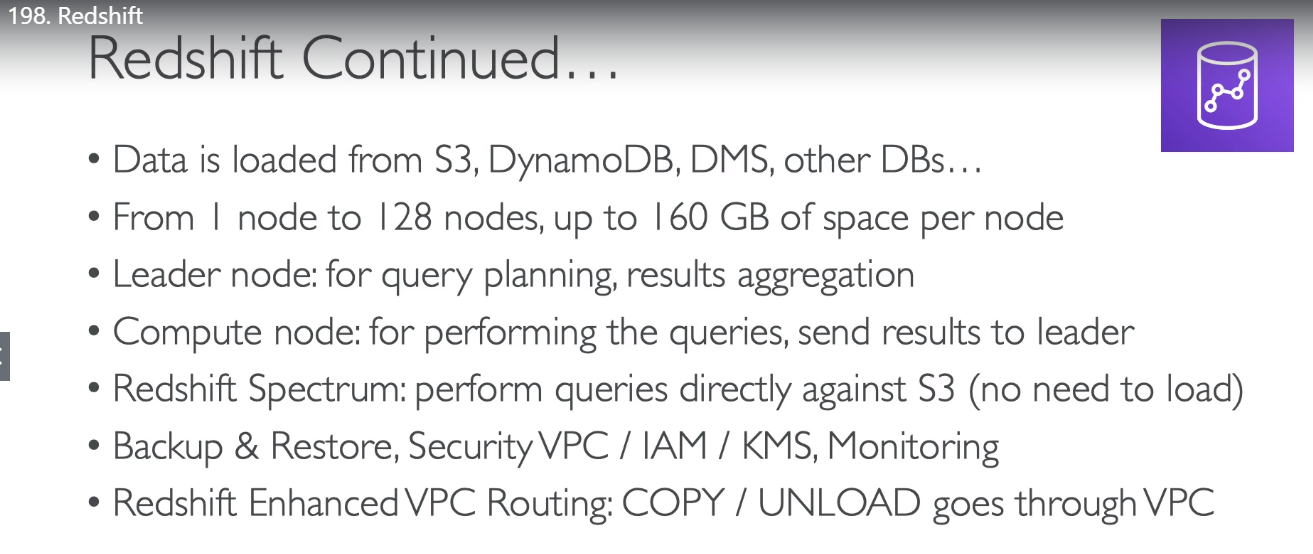 198. Redshift
Redshift Continued…
• Data is loaded from S3, DynamoDB, DMS, other DBs…
• From 1 node to 128 nodes, up to 160 GB of space per node
• Leader node: for query planning, results aggregation
• Compute node: for performing the queries, send results to leader
• Redshift Spectrum: perform queries directly against S3 (no need to load)
• Backup & Restore, Security VPC / IAM / KMS, Monitoring
• Redshift Enhanced VPC Routing: COPY / UNLOAD goes through VPC